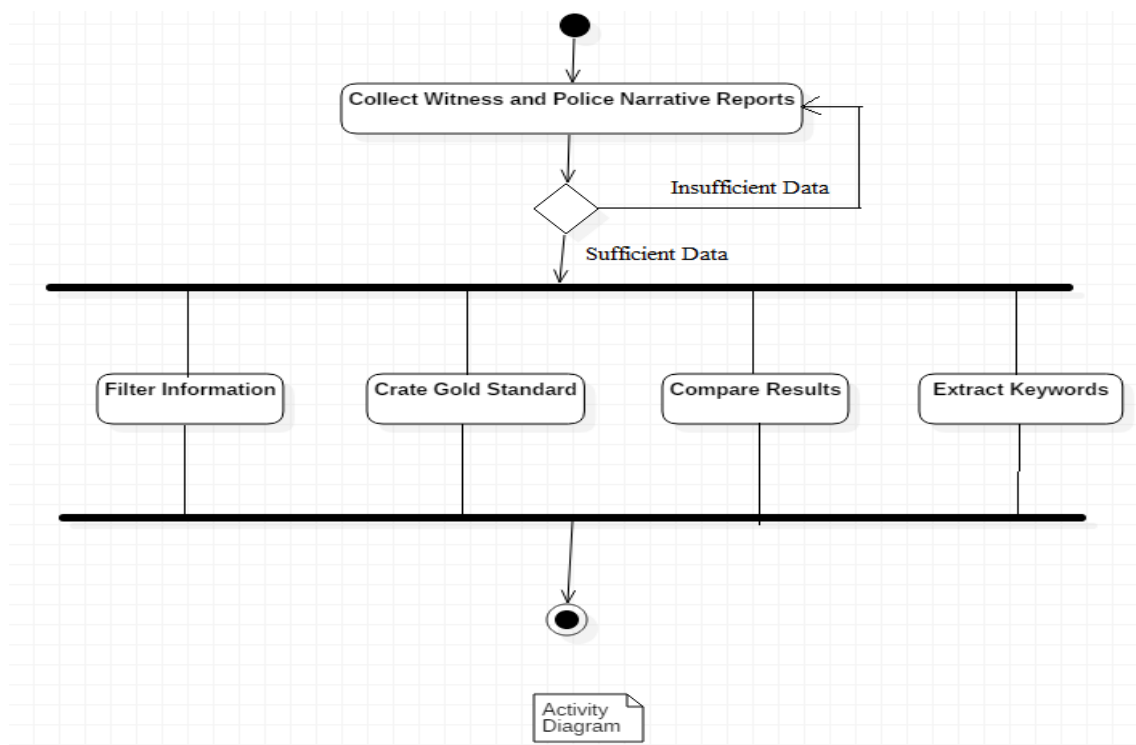 Collect Witness and Police Narrative Reports
Insufficient Data
Sufficient Data
Filter Information
Crate Gold Standard
Compare Results
Extract Keywords
Activity
Diagram